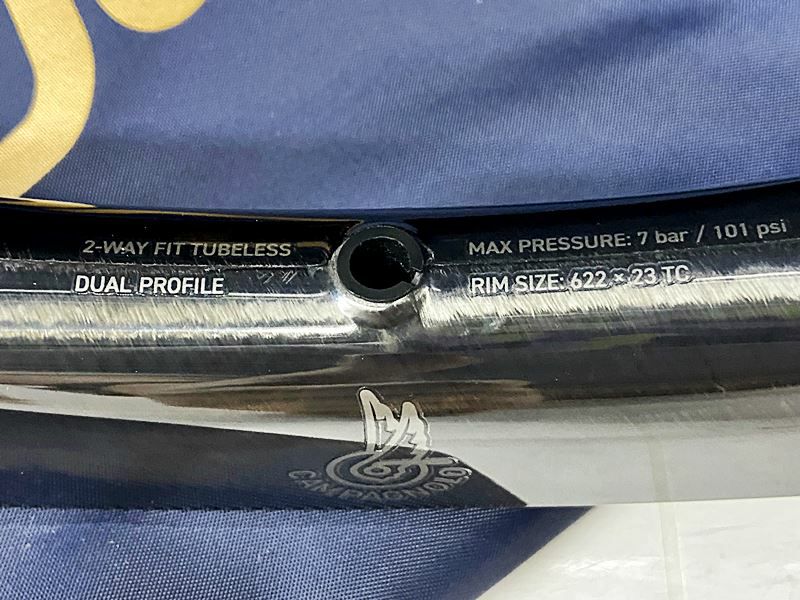 2-WAY FIT TUBELESS
DUAL PROFILE
MAX PRESSURE: 7 bar / 101 psi
RIM SIZE: 622 × 23 TC
CAMPAGNOLO